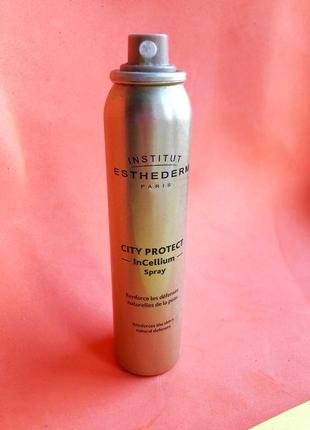 INSTITUT
ESTHEDERM
PARIS
CITY PROTECT
InCellium
Spray
Renforce les défenses
naturelles de la peau
Reinforces the skin's
natural defenses